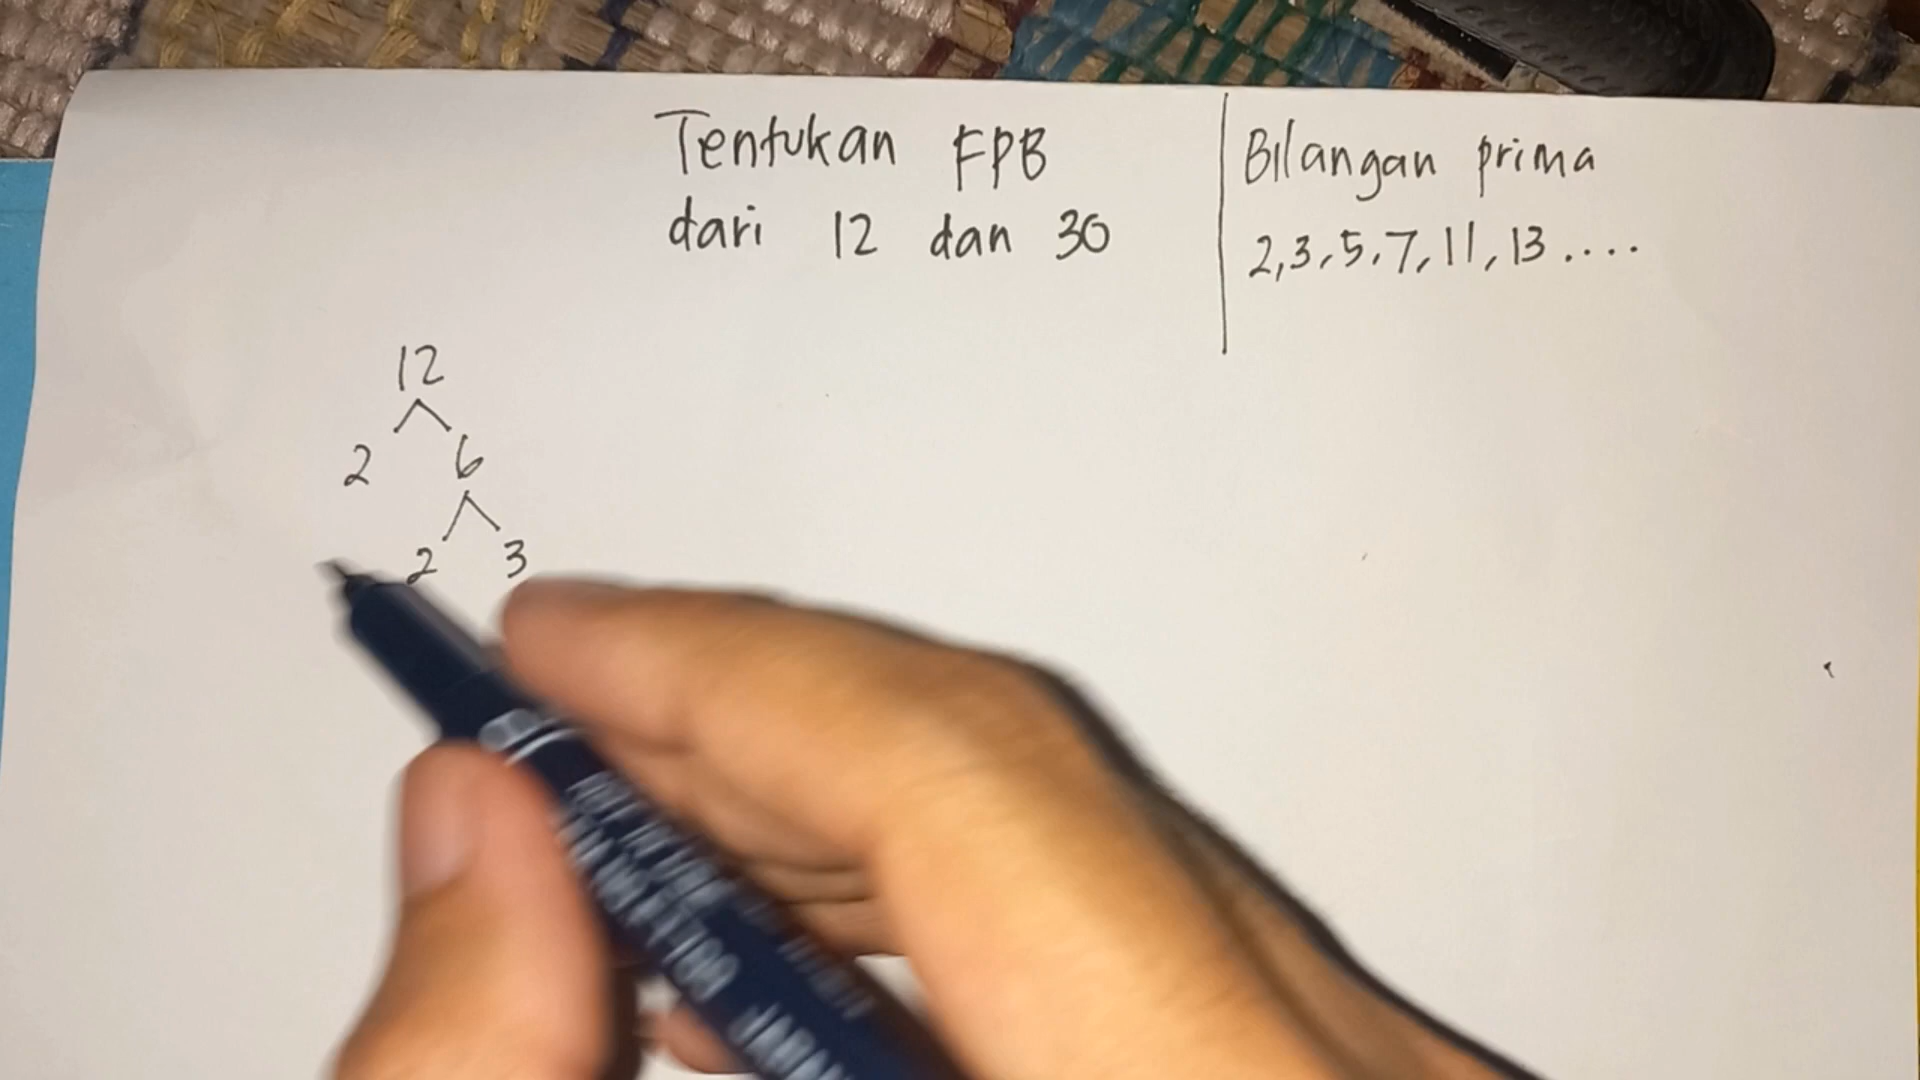 Tentukan FPB
dari 12 dan 30
Bilangan prima
2,3,5,7,11,13....
12
2 6
2 3